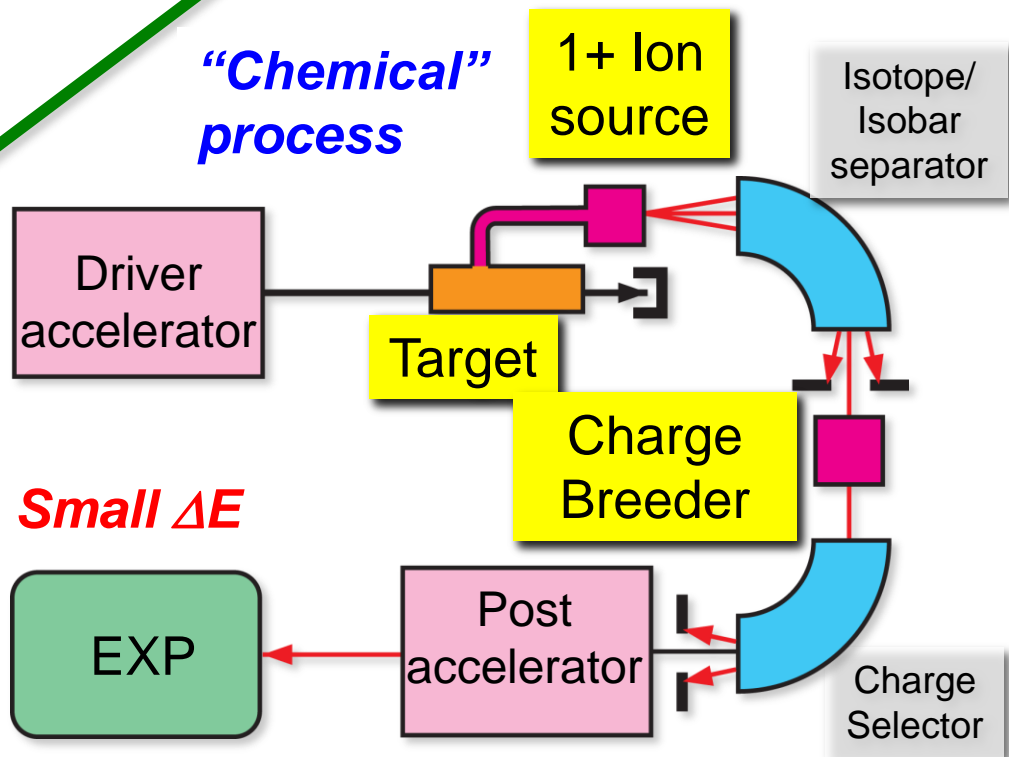 “Chemical”
process
1+ Ion
source
Isotope/
Isobar
separator
Driver
accelerator
Target
Charge
Breeder
Small ΔE
EXP
Post
accelerator
Charge
Selector